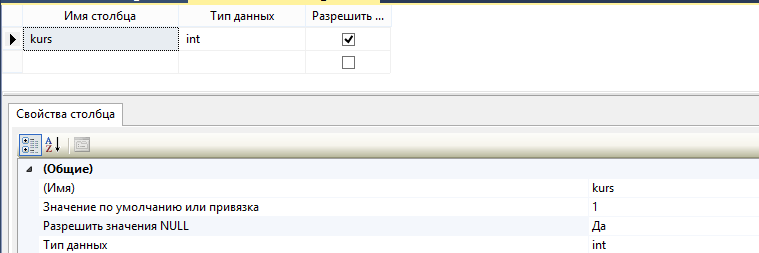 Имя столбца Тип данных Разрешить ...
kurs int
Свойства столбца
(Общие)
(Имя) kurs
Значение по умолчанию или привязка 1
Разрешить значения NULL Да
Тип данных int